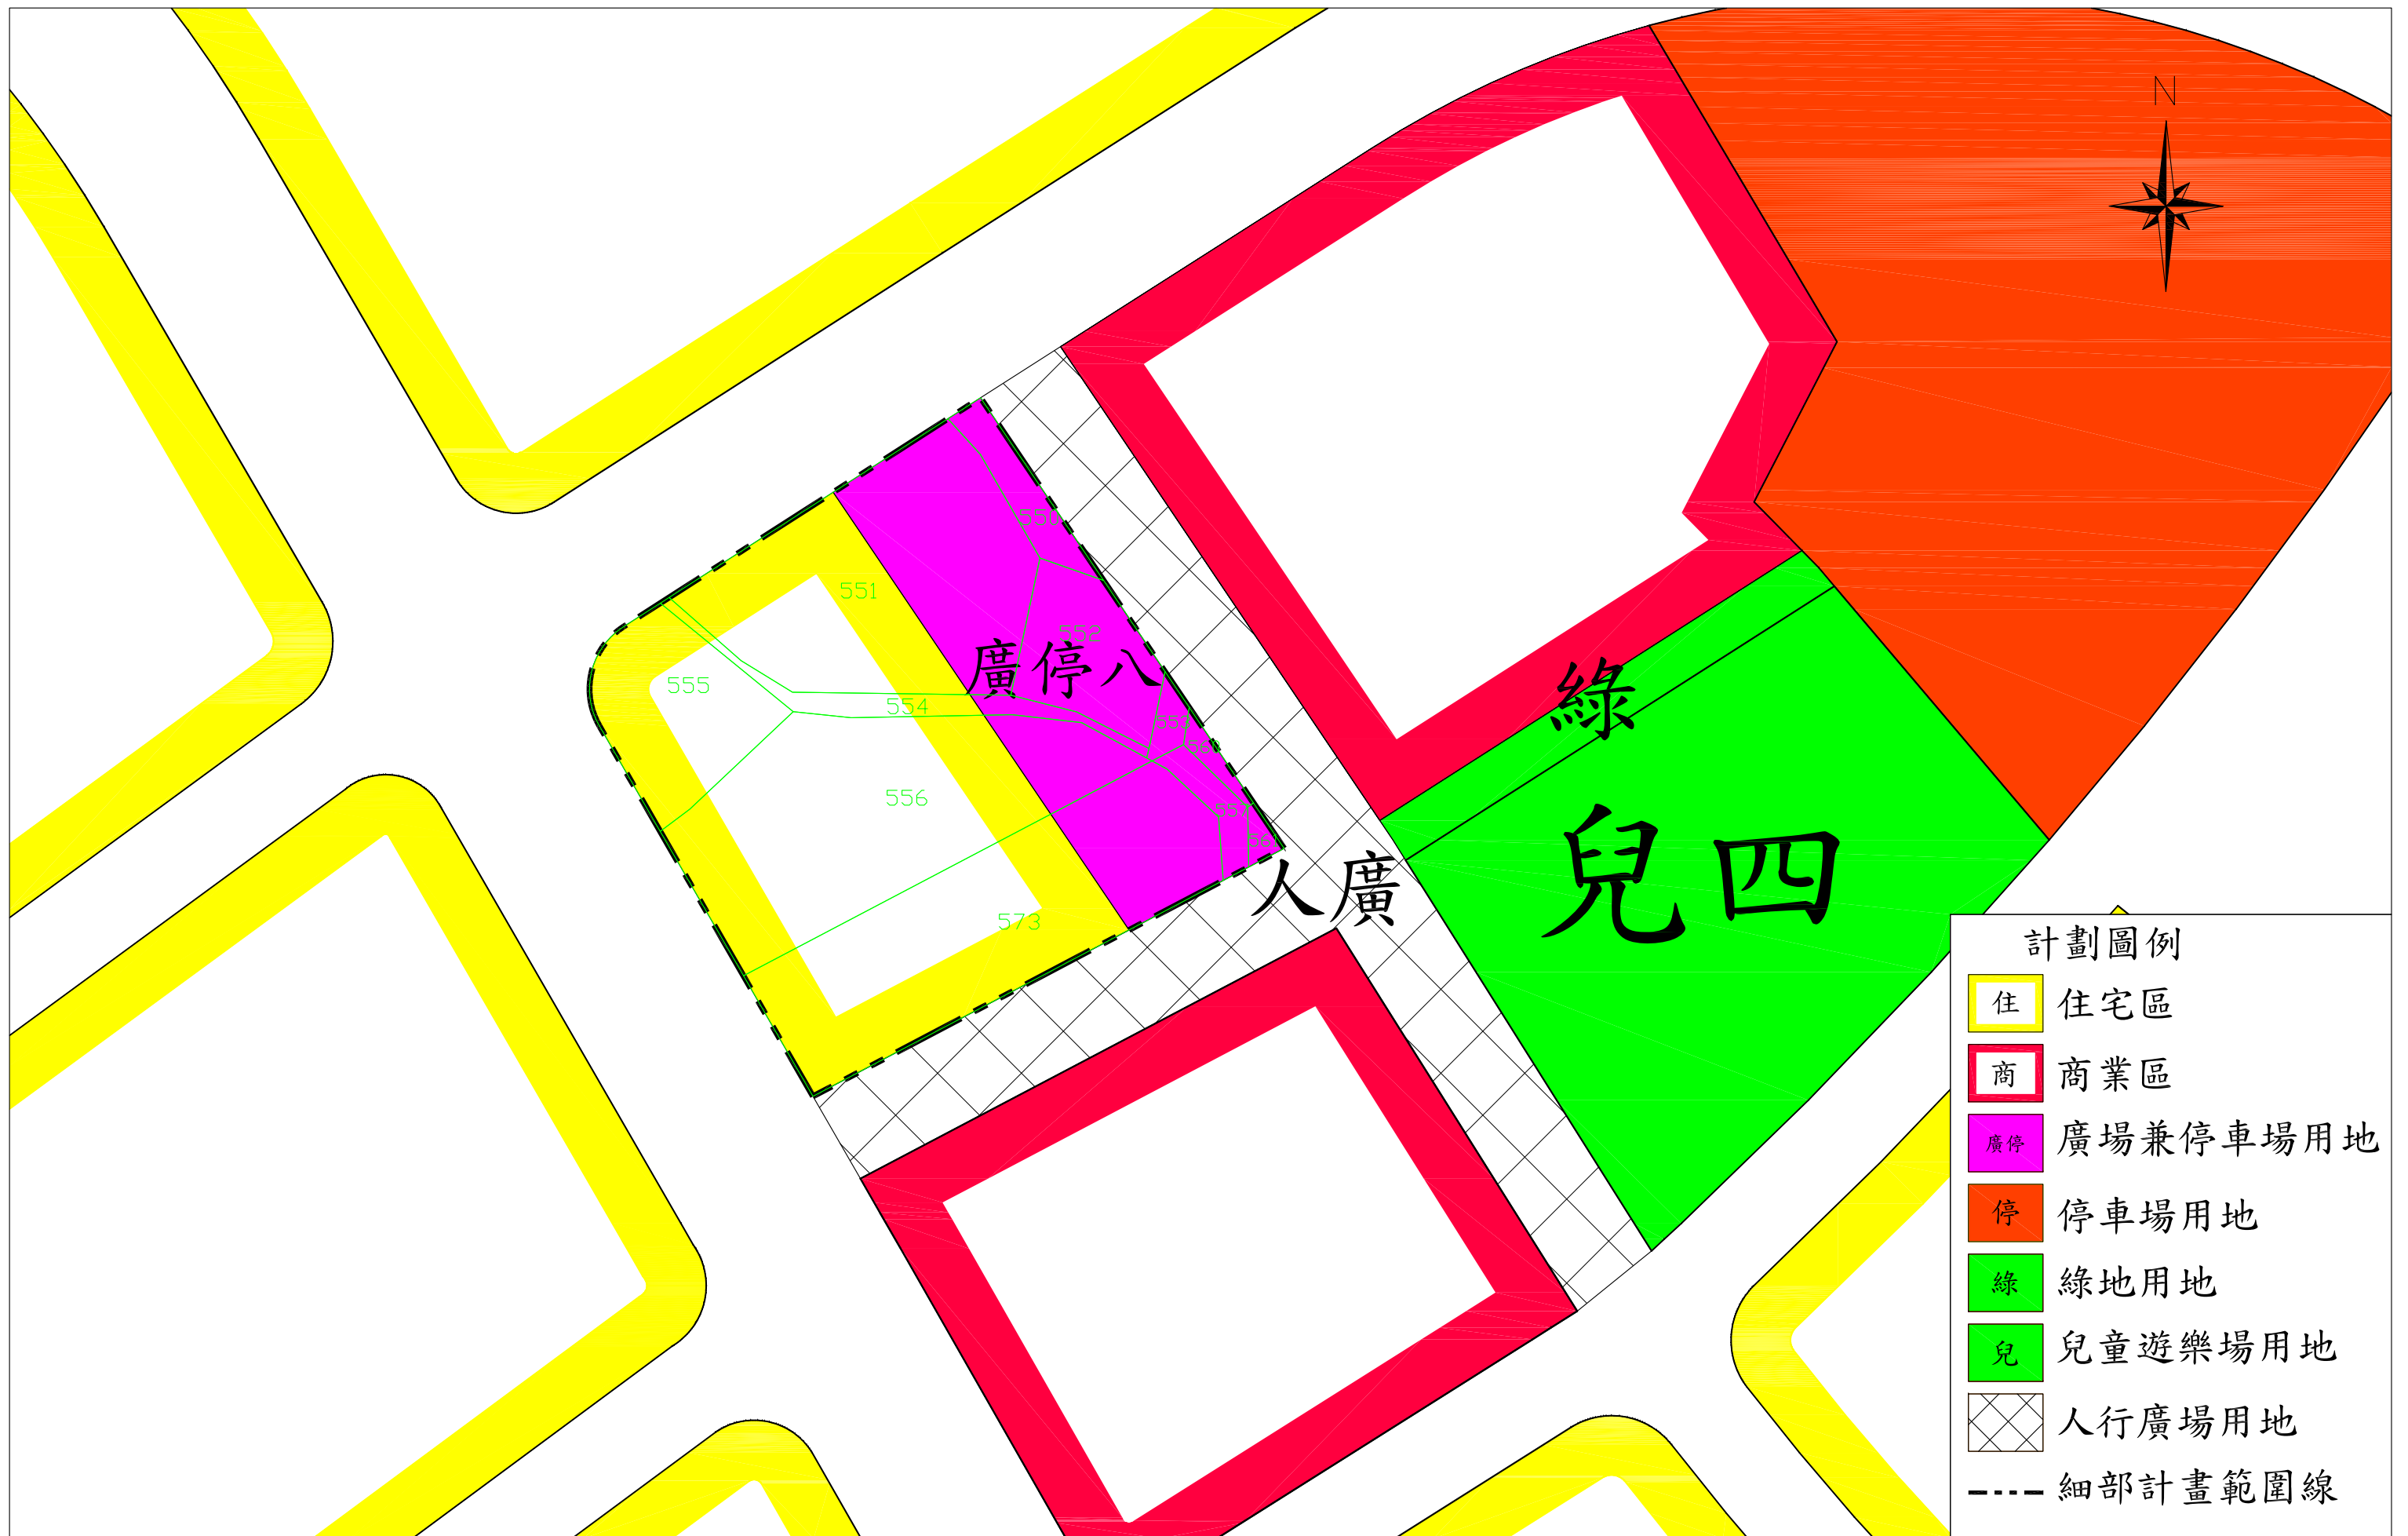 N
550
551
552
廣停八
555
554
553
綠
556
557
兒四
人廣
573
計劃圖例
住 住宅區
商 商業區
廣停 廣場兼停車場用地
停 停車場用地
綠 綠地用地
兒 兒童遊樂場用地
人行廣場用地
細部計畫範圍線